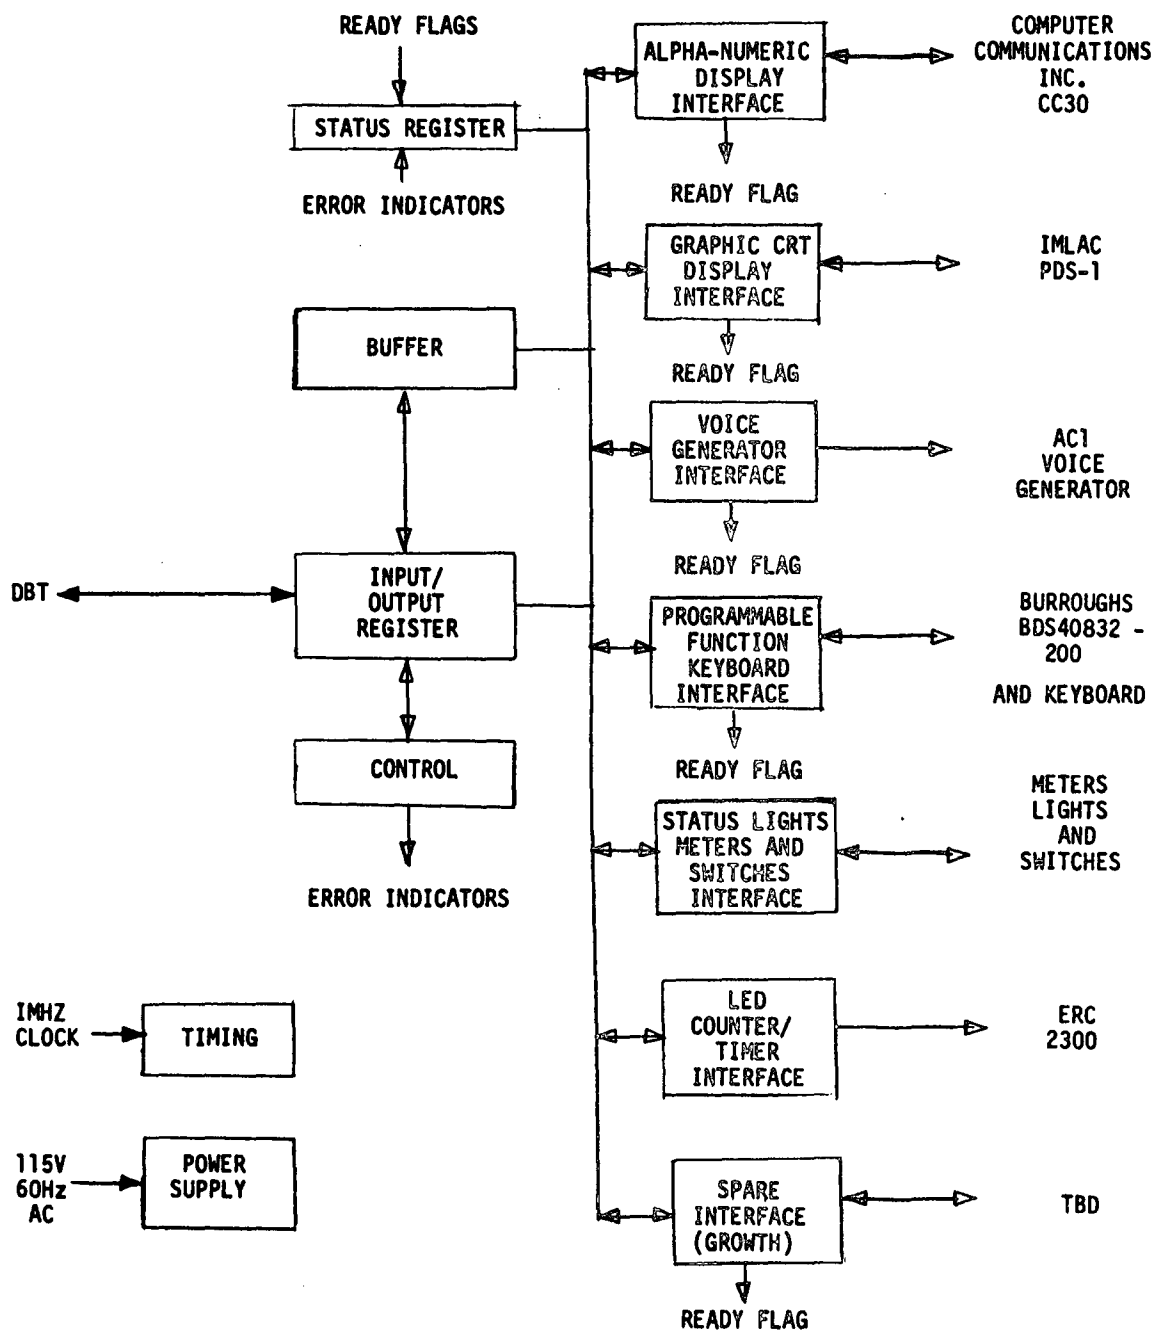 READY FLAGS
STATUS REGISTER
ERROR INDICATORS
BUFFER
DBT
INPUT/
OUTPUT
REGISTER
CONTROL
ERROR INDICATORS
IMHZ
CLOCK
TIMING
115V
60Hz
AC
POWER
SUPPLY
ALPHA-NUMERIC
DISPLAY
INTERFACE
READY FLAG
COMPUTER
COMMUNICATIONS
INC.
CC30
GRAPHIC CRT
DISPLAY
INTERFACE
READY FLAG
IMLAC
PDS-1
VOICE
GENERATOR
INTERFACE
READY FLAG
AC1
VOICE
GENERATOR
PROGRAMMABLE
FUNCTION
KEYBOARD
INTERFACE
READY FLAG
BURROUGHS
BDS40832 -
200
AND KEYBOARD
STATUS LIGHTS
METERS AND
SWITCHES
INTERFACE
METERS
LIGHTS
AND
SWITCHES
LED
COUNTER/
TIMER
INTERFACE
ERC
2300
SPARE
INTERFACE
(GROWTH)
READY FLAG
TBD